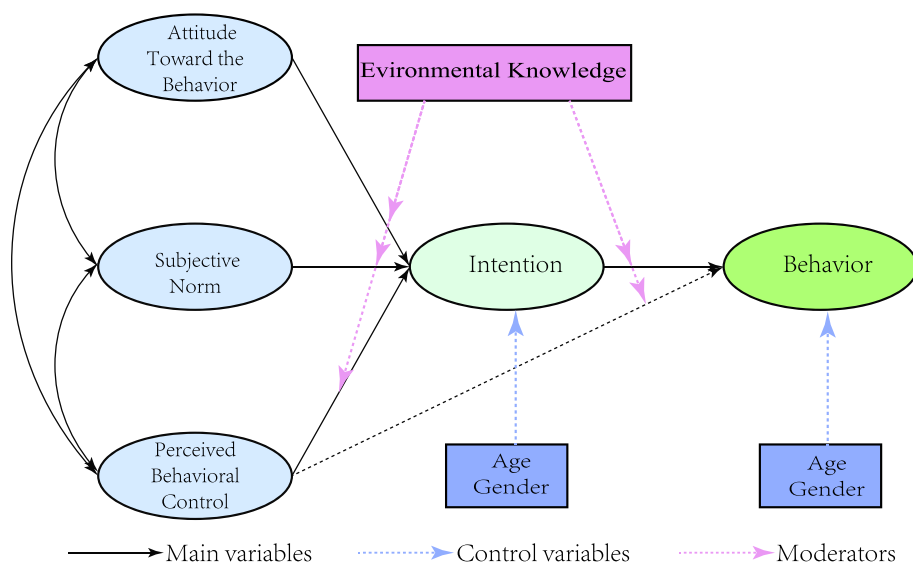 Attitude
Toward the
Behavior
Evironmental Knowledge
Subjective
Norm
Intention
Behavior
Perceived
Behavioral
Control
Age
Gender
Age
Gender
Main variables
Control variables
Moderators